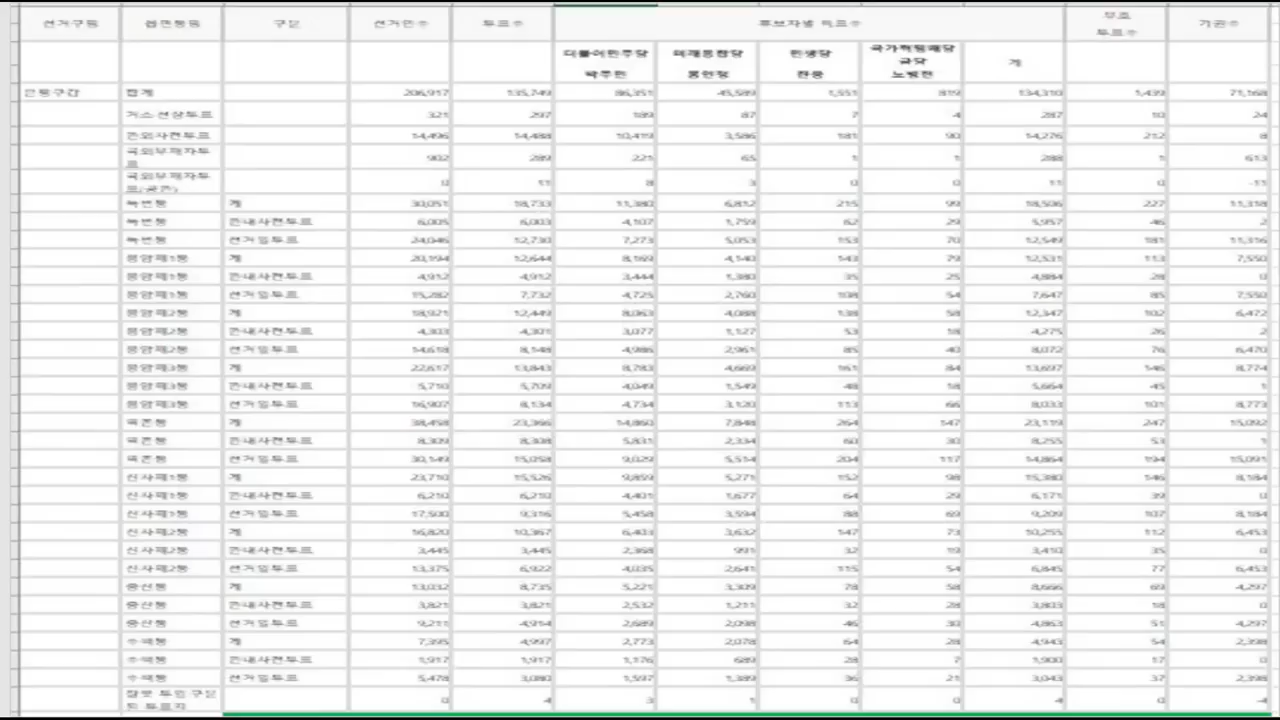 선거구명 읍면동명 구분 선거인수 투표수 후보자별 득표수 무효 투표수 기권수
더불어민주당 박주민 미래통합당 홍인정 민생당 국가혁명배당금당 계
은평구갑 합계 206,917 135,749 86,351 45,589 1,551 819 134,310 1,439 71,168
거소·선상투표 321 297 189 87 7 4 287 10 24
관외사전투표 14,496 14,488 10,419 3,586 181 90 14,276 212 8
국외부재자투표 902 289 221 65 1 1 288 1 613
국외부재자투표(공관) 0 11 8 3 0 0 11 0 -11
녹번동 계 30,051 18,733 11,380 6,812 215 99 18,506 227 11,318
녹번동 관내사전투표 6,005 6,003 4,107 1,759 62 29 5,957 46 2
녹번동 선거일투표 24,046 12,730 7,273 5,053 153 70 12,549 181 11,316
응암제1동 계 20,194 12,644 8,169 4,140 143 79 12,531 113 7,550
응암제1동 관내사전투표 4,912 4,912 3,444 1,380 35 25 4,884 28 0
응암제1동 선거일투표 15,282 7,732 4,725 2,760 108 54 7,647 85 7,550
응암제2동 계 18,921 12,449 8,063 4,088 138 58 12,347 102 6,472
응암제2동 관내사전투표 4,303 4,301 3,077 1,127 53 18 4,275 26 2
응암제2동 선거일투표 14,618 8,148 4,986 2,961 85 40 8,072 76 6,470
응암제3동 계 22,617 13,843 8,783 4,669 161 84 13,697 146 8,774
응암제3동 관내사전투표 5,710 5,709 4,049 1,549 48 18 5,664 45 1
응암제3동 선거일투표 16,907 8,134 4,734 3,120 113 66 8,033 101 8,773
역촌동 계 38,458 23,366 14,860 7,848 264 147 23,119 247 15,092
역촌동 관내사전투표 8,309 8,308 5,831 2,334 60 30 8,255 53 1
역촌동 선거일투표 30,149 15,058 9,029 5,514 204 117 14,864 194 15,091
신사제1동 계 23,710 15,526 9,859 5,271 152 98 15,380 146 8,184
신사제1동 관내사전투표 6,210 6,210 4,401 1,677 64 29 6,171 39 0
신사제1동 선거일투표 17,500 9,316 5,458 3,594 88 69 9,209 107 8,184
신사제2동 계 16,820 10,367 6,403 3,632 147 73 10,255 112 6,453
신사제2동 관내사전투표 3,445 3,445 2,368 991 32 19 3,410 35 0
신사제2동 선거일투표 13,375 6,922 4,035 2,641 115 54 6,845 77 6,453
증산동 계 13,032 8,735 5,221 3,309 78 58 8,666 69 4,297
증산동 관내사전투표 3,821 3,821 2,532 1,211 32 28 3,803 18 0
증산동 선거일투표 9,211 4,914 2,689 2,098 46 30 4,863 51 4,297
수색동 계 7,395 4,997 2,773 2,078 64 28 4,943 54 2,398
수색동 관내사전투표 1,917 1,917 1,176 689 28 7 1,900 17 0
수색동 선거일투표 5,478 3,080 1,597 1,389 36 21 3,043 37 2,398
잘못 투입·구분된 투표지 0 4 3 1 0 0 4 0 -4